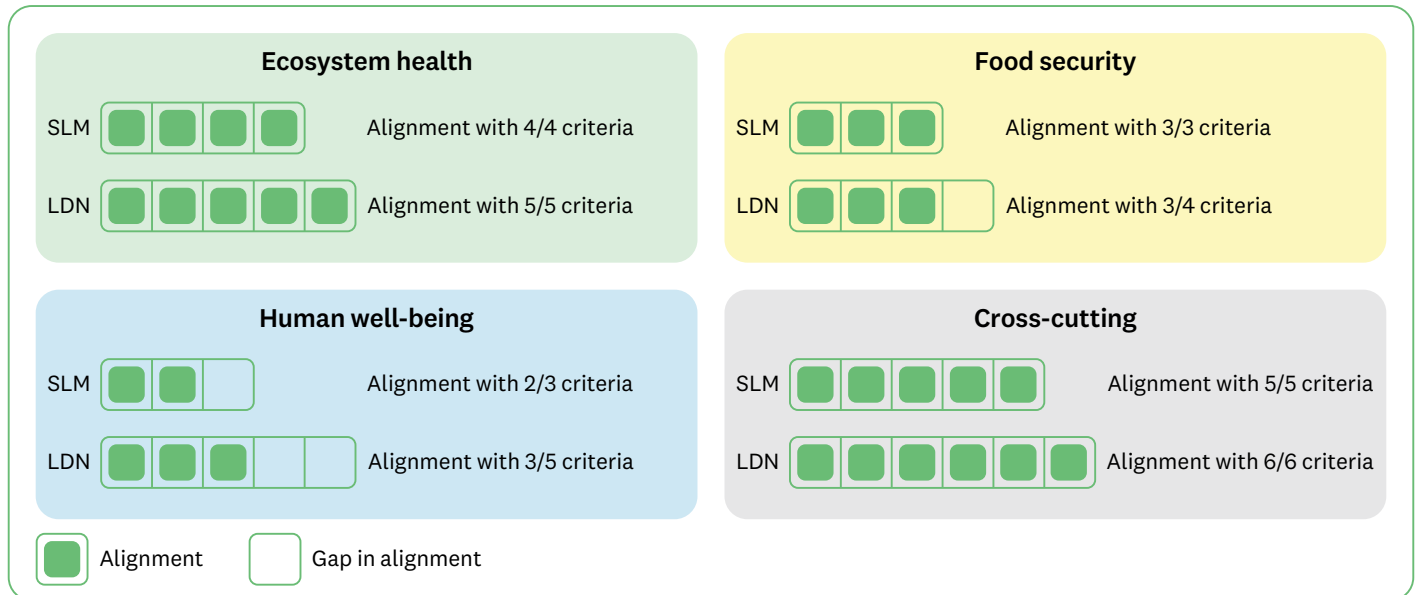 Ecosystem health
SLM Alignment with 4/4 criteria
LDN Alignment with 5/5 criteria
Food security
SLM Alignment with 3/3 criteria
LDN Alignment with 3/4 criteria
Human well-being
SLM Alignment with 2/3 criteria
LDN Alignment with 3/5 criteria
Cross-cutting
SLM Alignment with 5/5 criteria
LDN Alignment with 6/6 criteria
Alignment Gap in alignment